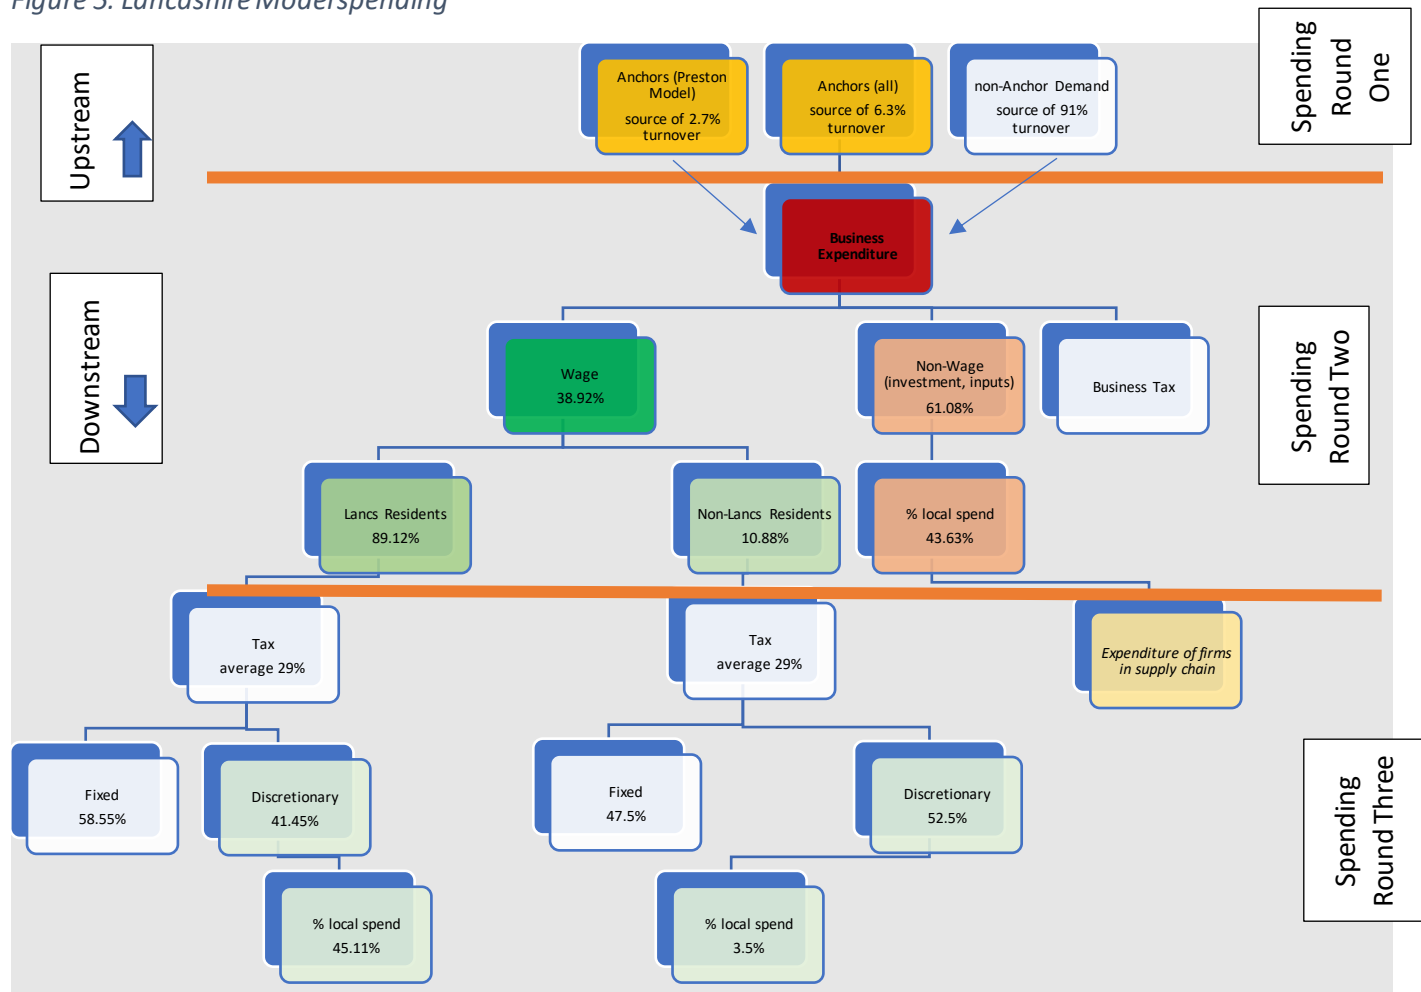 Figure 3. Lancashire Moderspending
Upstream
Anchors (Preston
Model)
source of 2.7%
turnover
Anchors (all)
source of 6.3%
turnover
non-Anchor Demand
source of 91%
turnover
Spending
Round
One
Business
Expenditure
Downstream
Wage
38.92%
Non-Wage
(investment, inputs)
61.08%
Business Tax
Spending
Round Two
Lancs Residents
89.12%
Non-Lancs Residents
10.88%
% local spend
43.63%
Tax
average 29%
Tax
average 29%
Expenditure of firms
in supply chain
Fixed
58.55%
Discretionary
41.45%
Fixed
47.5%
Discretionary
52.5%
Spending
Round Three
% local spend
45.11%
% local spend
3.5%